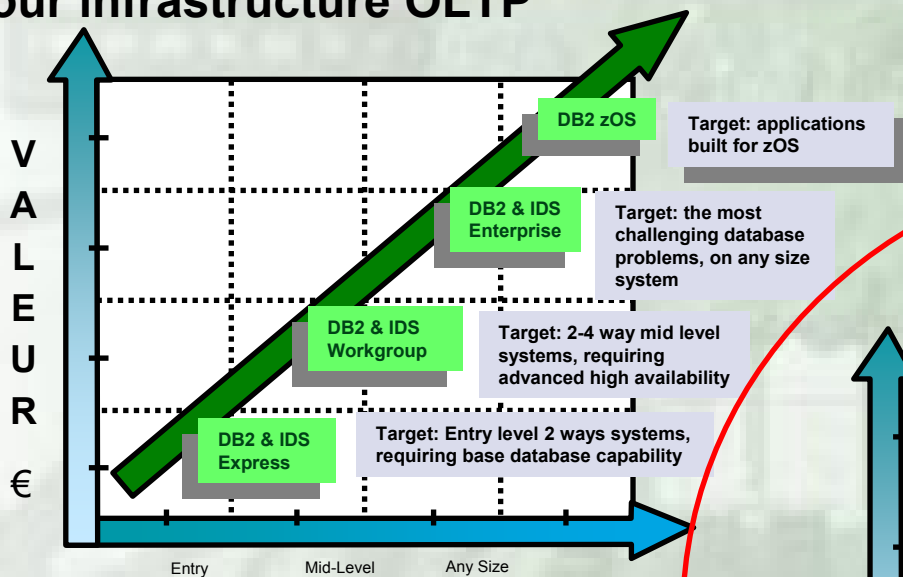 our infrastructure OLTP
VALEUR €
DB2 zOS
Target: applications
built for zOS
DB2 & IDS
Enterprise
Target: the most
challenging database
problems, on any size
system
DB2 & IDS
Workgroup
Target: 2-4 way mid level
systems, requiring
advanced high availability
DB2 & IDS
Express
Target: Entry level 2 ways systems,
requiring base database capability
Entry
Mid-Level
Any Size